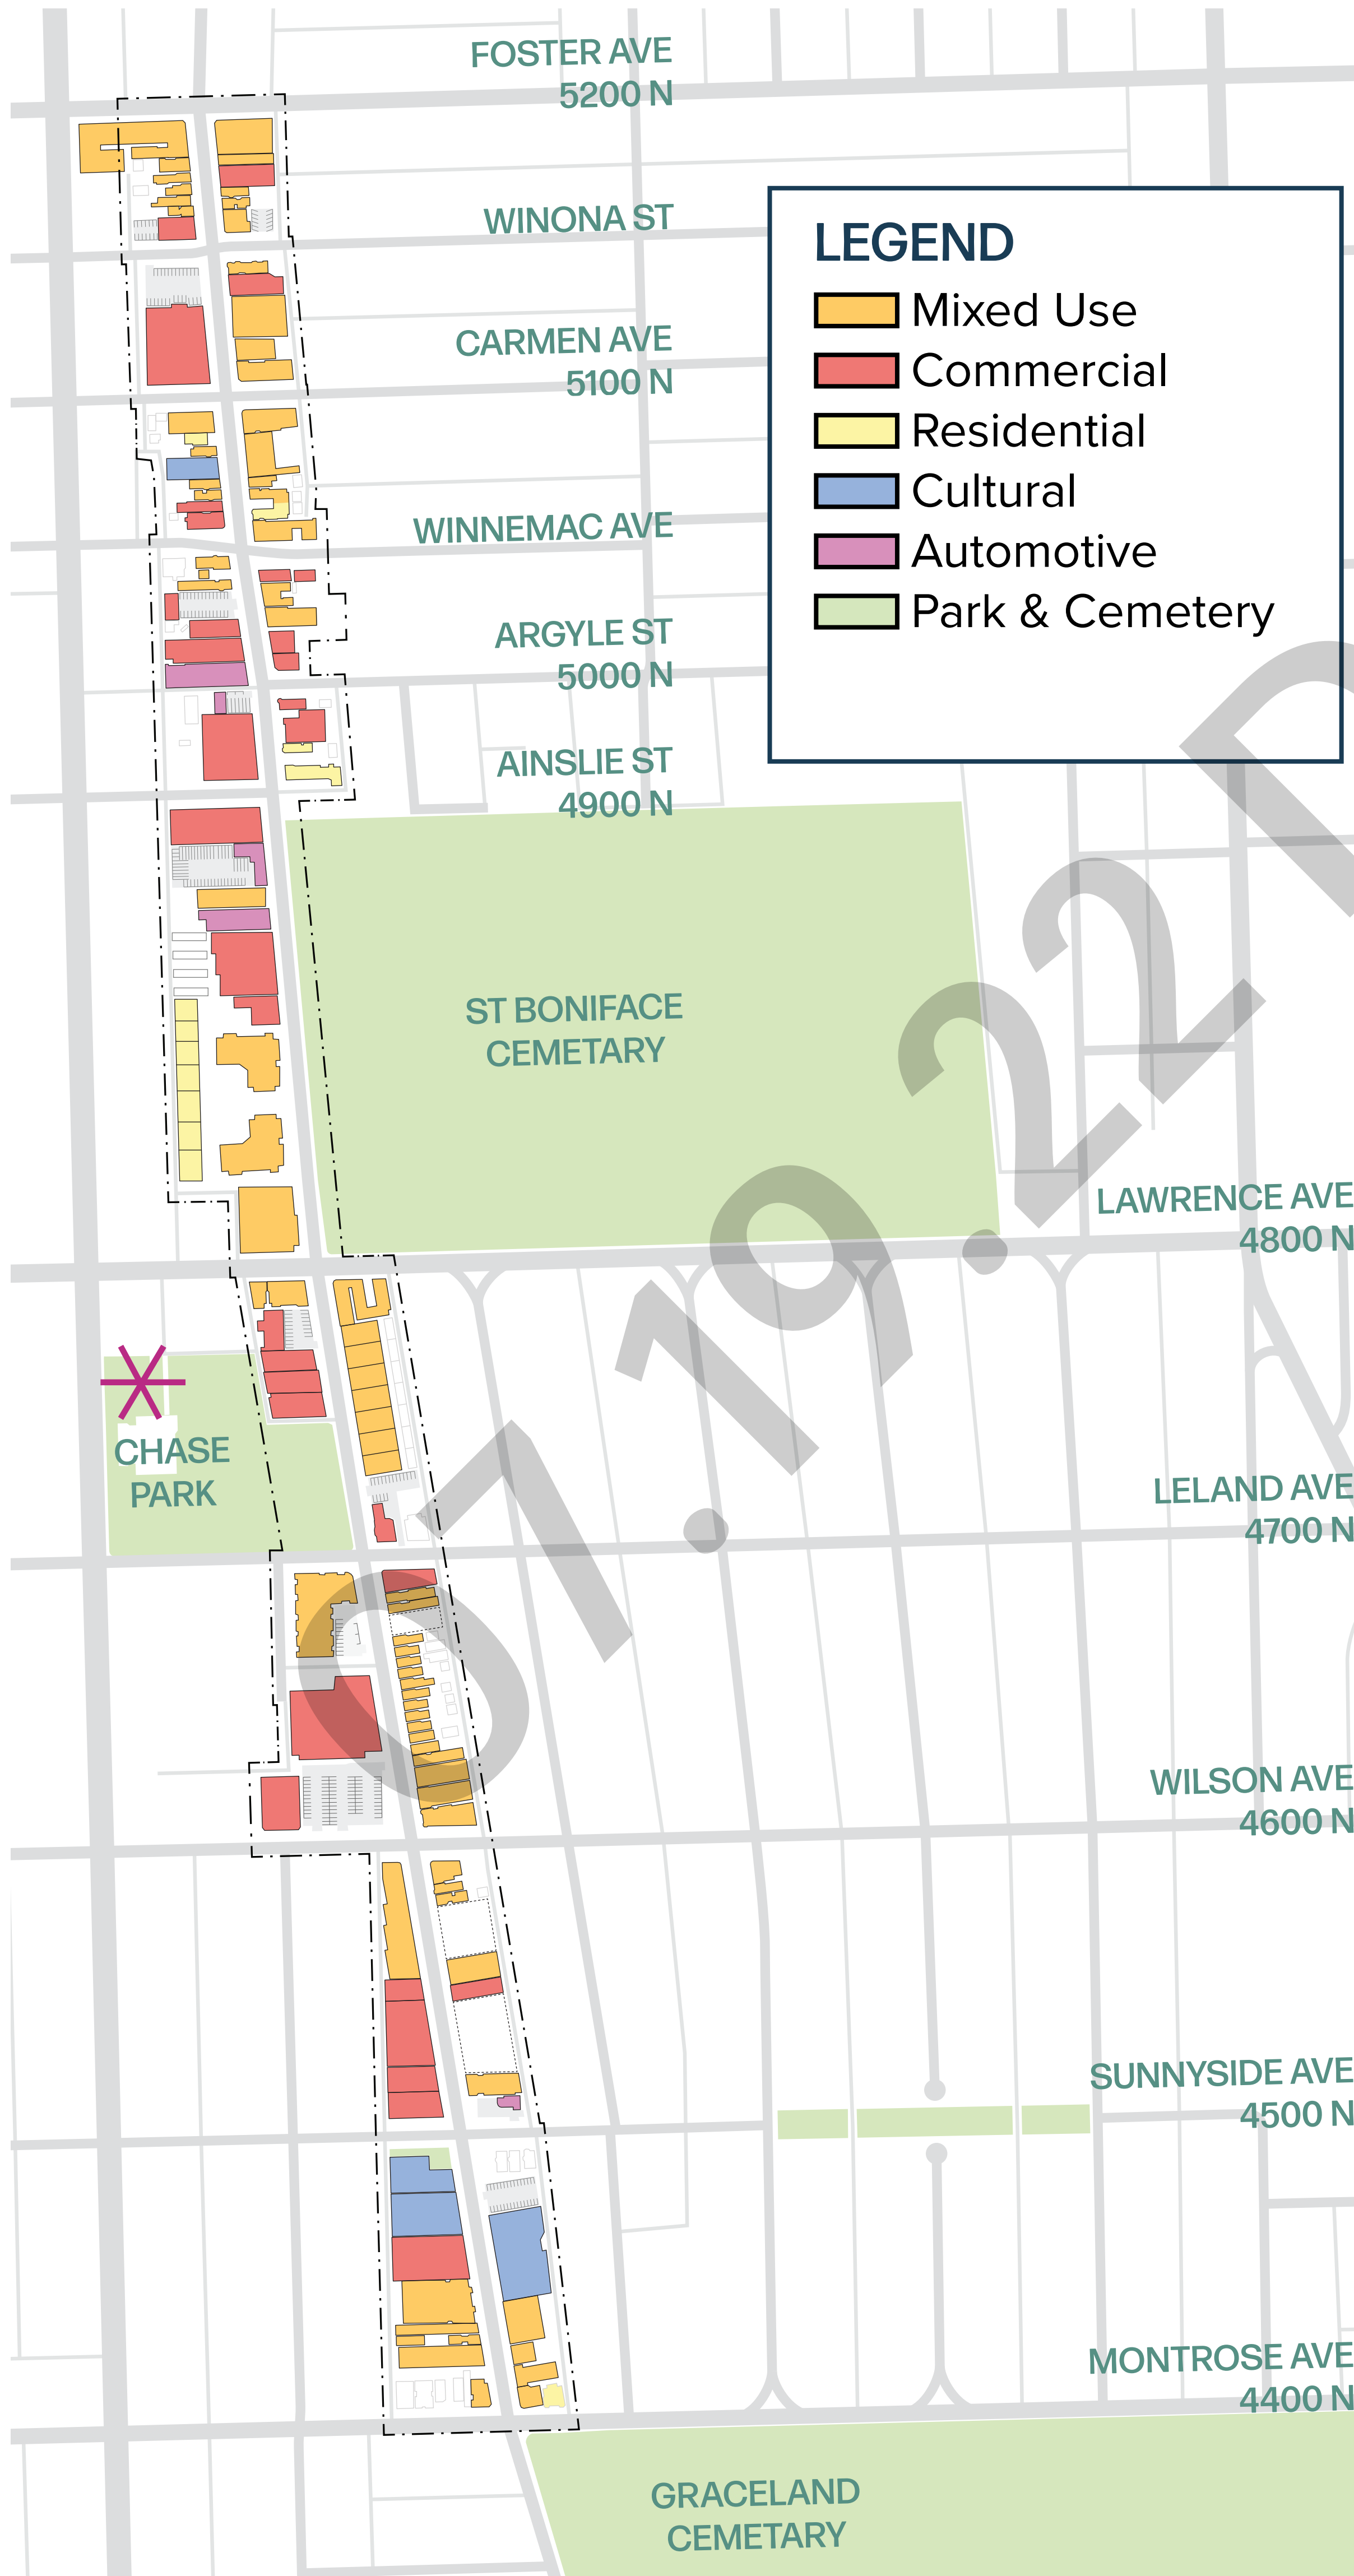 FOSTER AVE
5200 N
WINONA ST
LEGEND
Mixed Use
Commercial
Residential
Cultural
Automotive
Park & Cemetery
CARMEN AVE
5100 N
WINNEMAC AVE
ARGYLE ST
5000 N
AINSLIE ST
4900 N
ST BONIFACE
CEMETARY
LAWRENCE AVE
4800 N
CHASE
PARK
LELAND AVE
4700 N
WILSON AVE
4600 N
SUNNYSIDE AVE
4500 N
MONTROSE AVE
4400 N
GRACELAND
CEMETARY
07.19.22